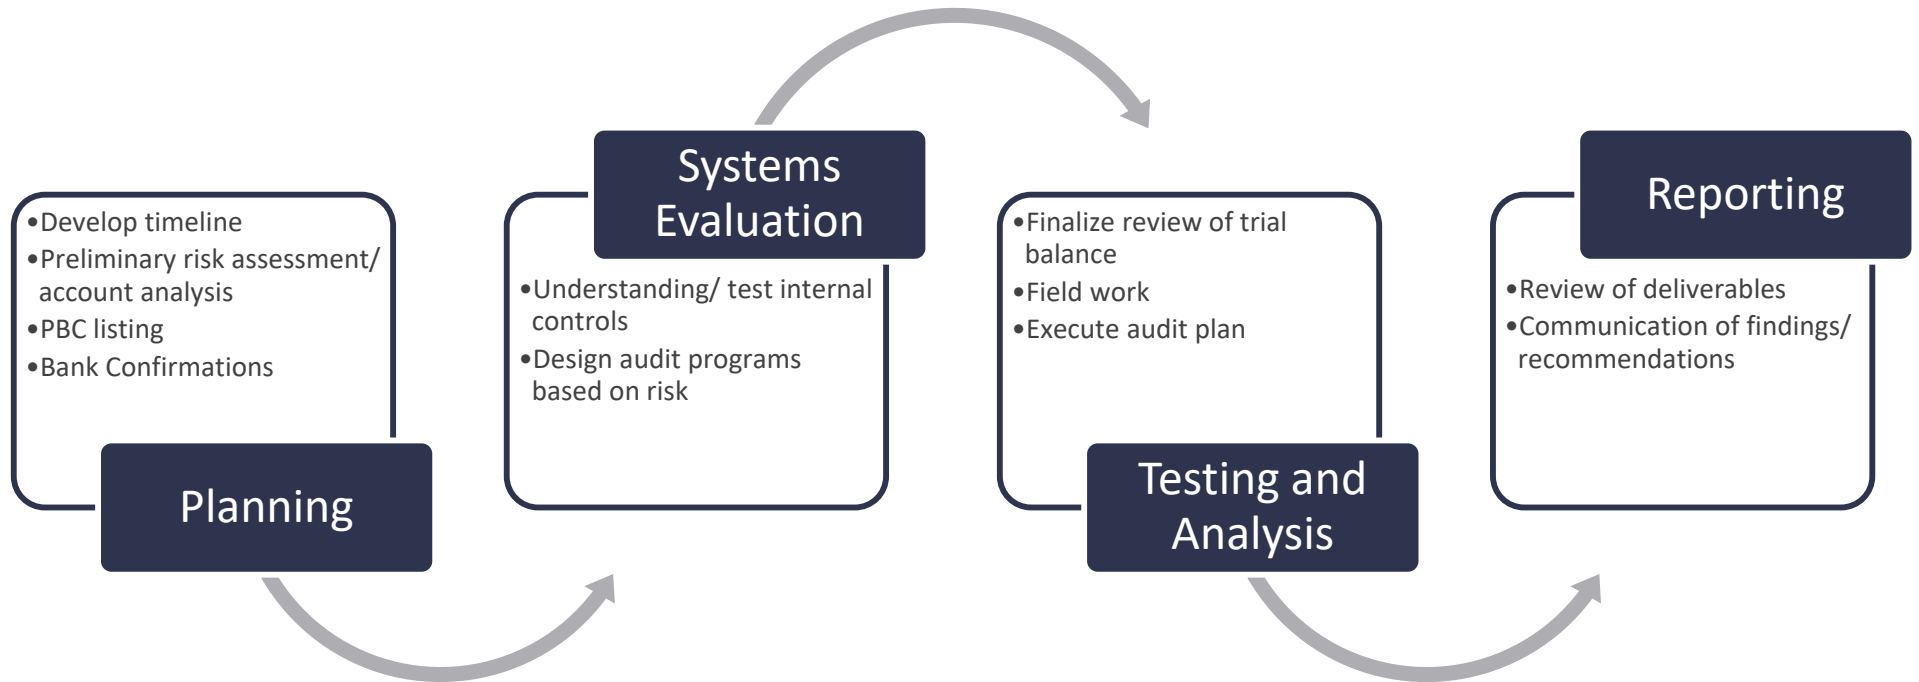 •Develop timeline
•Preliminary risk assessment/
account analysis
•PBC listing
•Bank Confirmations
Planning
Systems
Evaluation
•Understanding/ test internal
controls
•Design audit programs
based on risk
•Finalize review of trial
balance
•Field work
•Execute audit plan
Testing and
Analysis
Reporting
•Review of deliverables
•Communication of findings/
recommendations